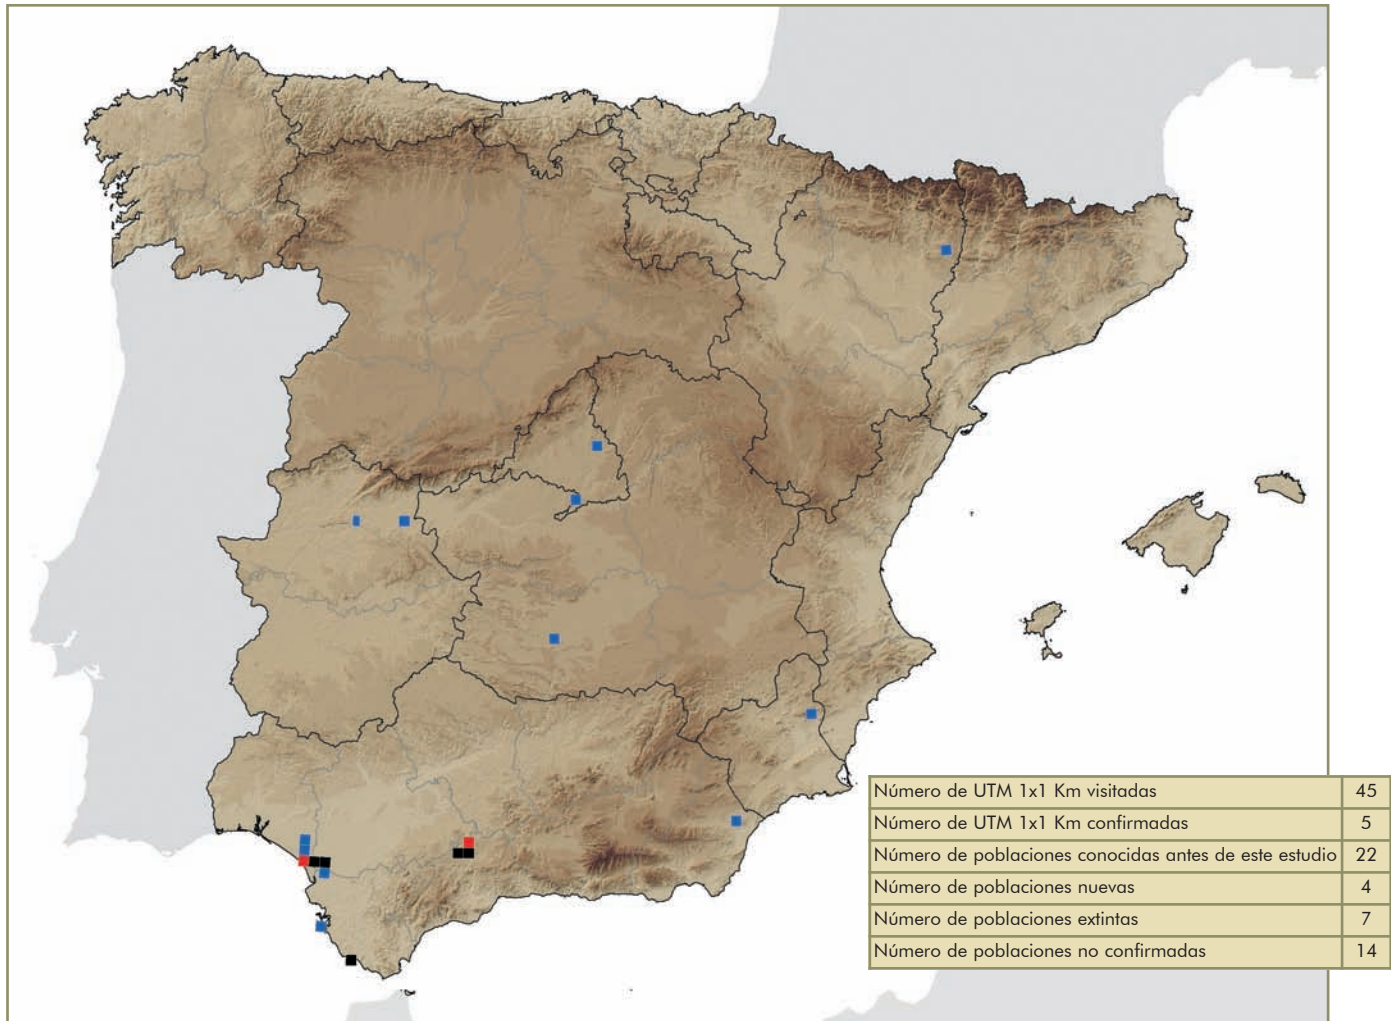 Número de UTM 1x1 Km visitadas 45
Número de UTM 1x1 Km confirmadas 5
Número de poblaciones conocidas antes de este estudio 22
Número de poblaciones nuevas 4
Número de poblaciones extintas 7
Número de poblaciones no confirmadas 14